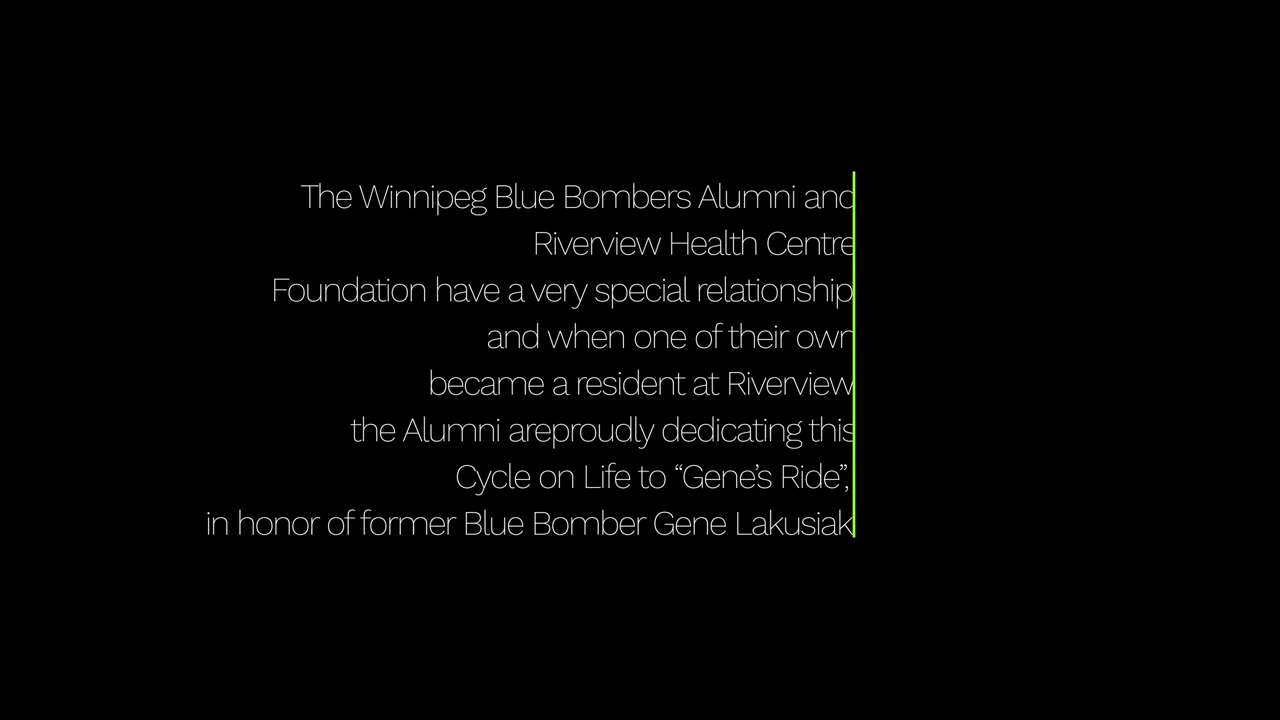 The Winnipeg Blue Bombers Alumni and
Riverview Health Centre
Foundation have a very special relationship
and when one of their own
became a resident at Riverview
the Alumni areproudly dedicating this
Cycle on Life to “Gene’s Ride”,
in honor of former Blue Bomber Gene Lakusiak